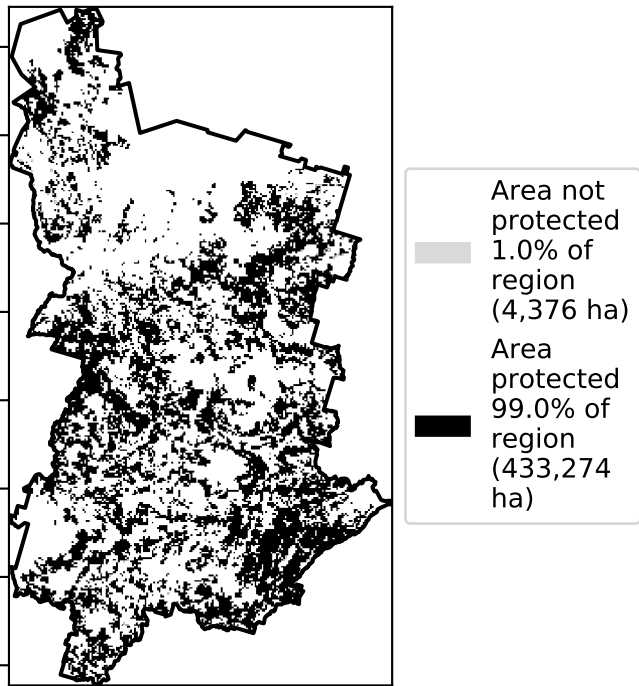 Area not
protected
1.0% of
region
(4,376 ha)
Area
protected
99.0% of
region
(433,274
ha)